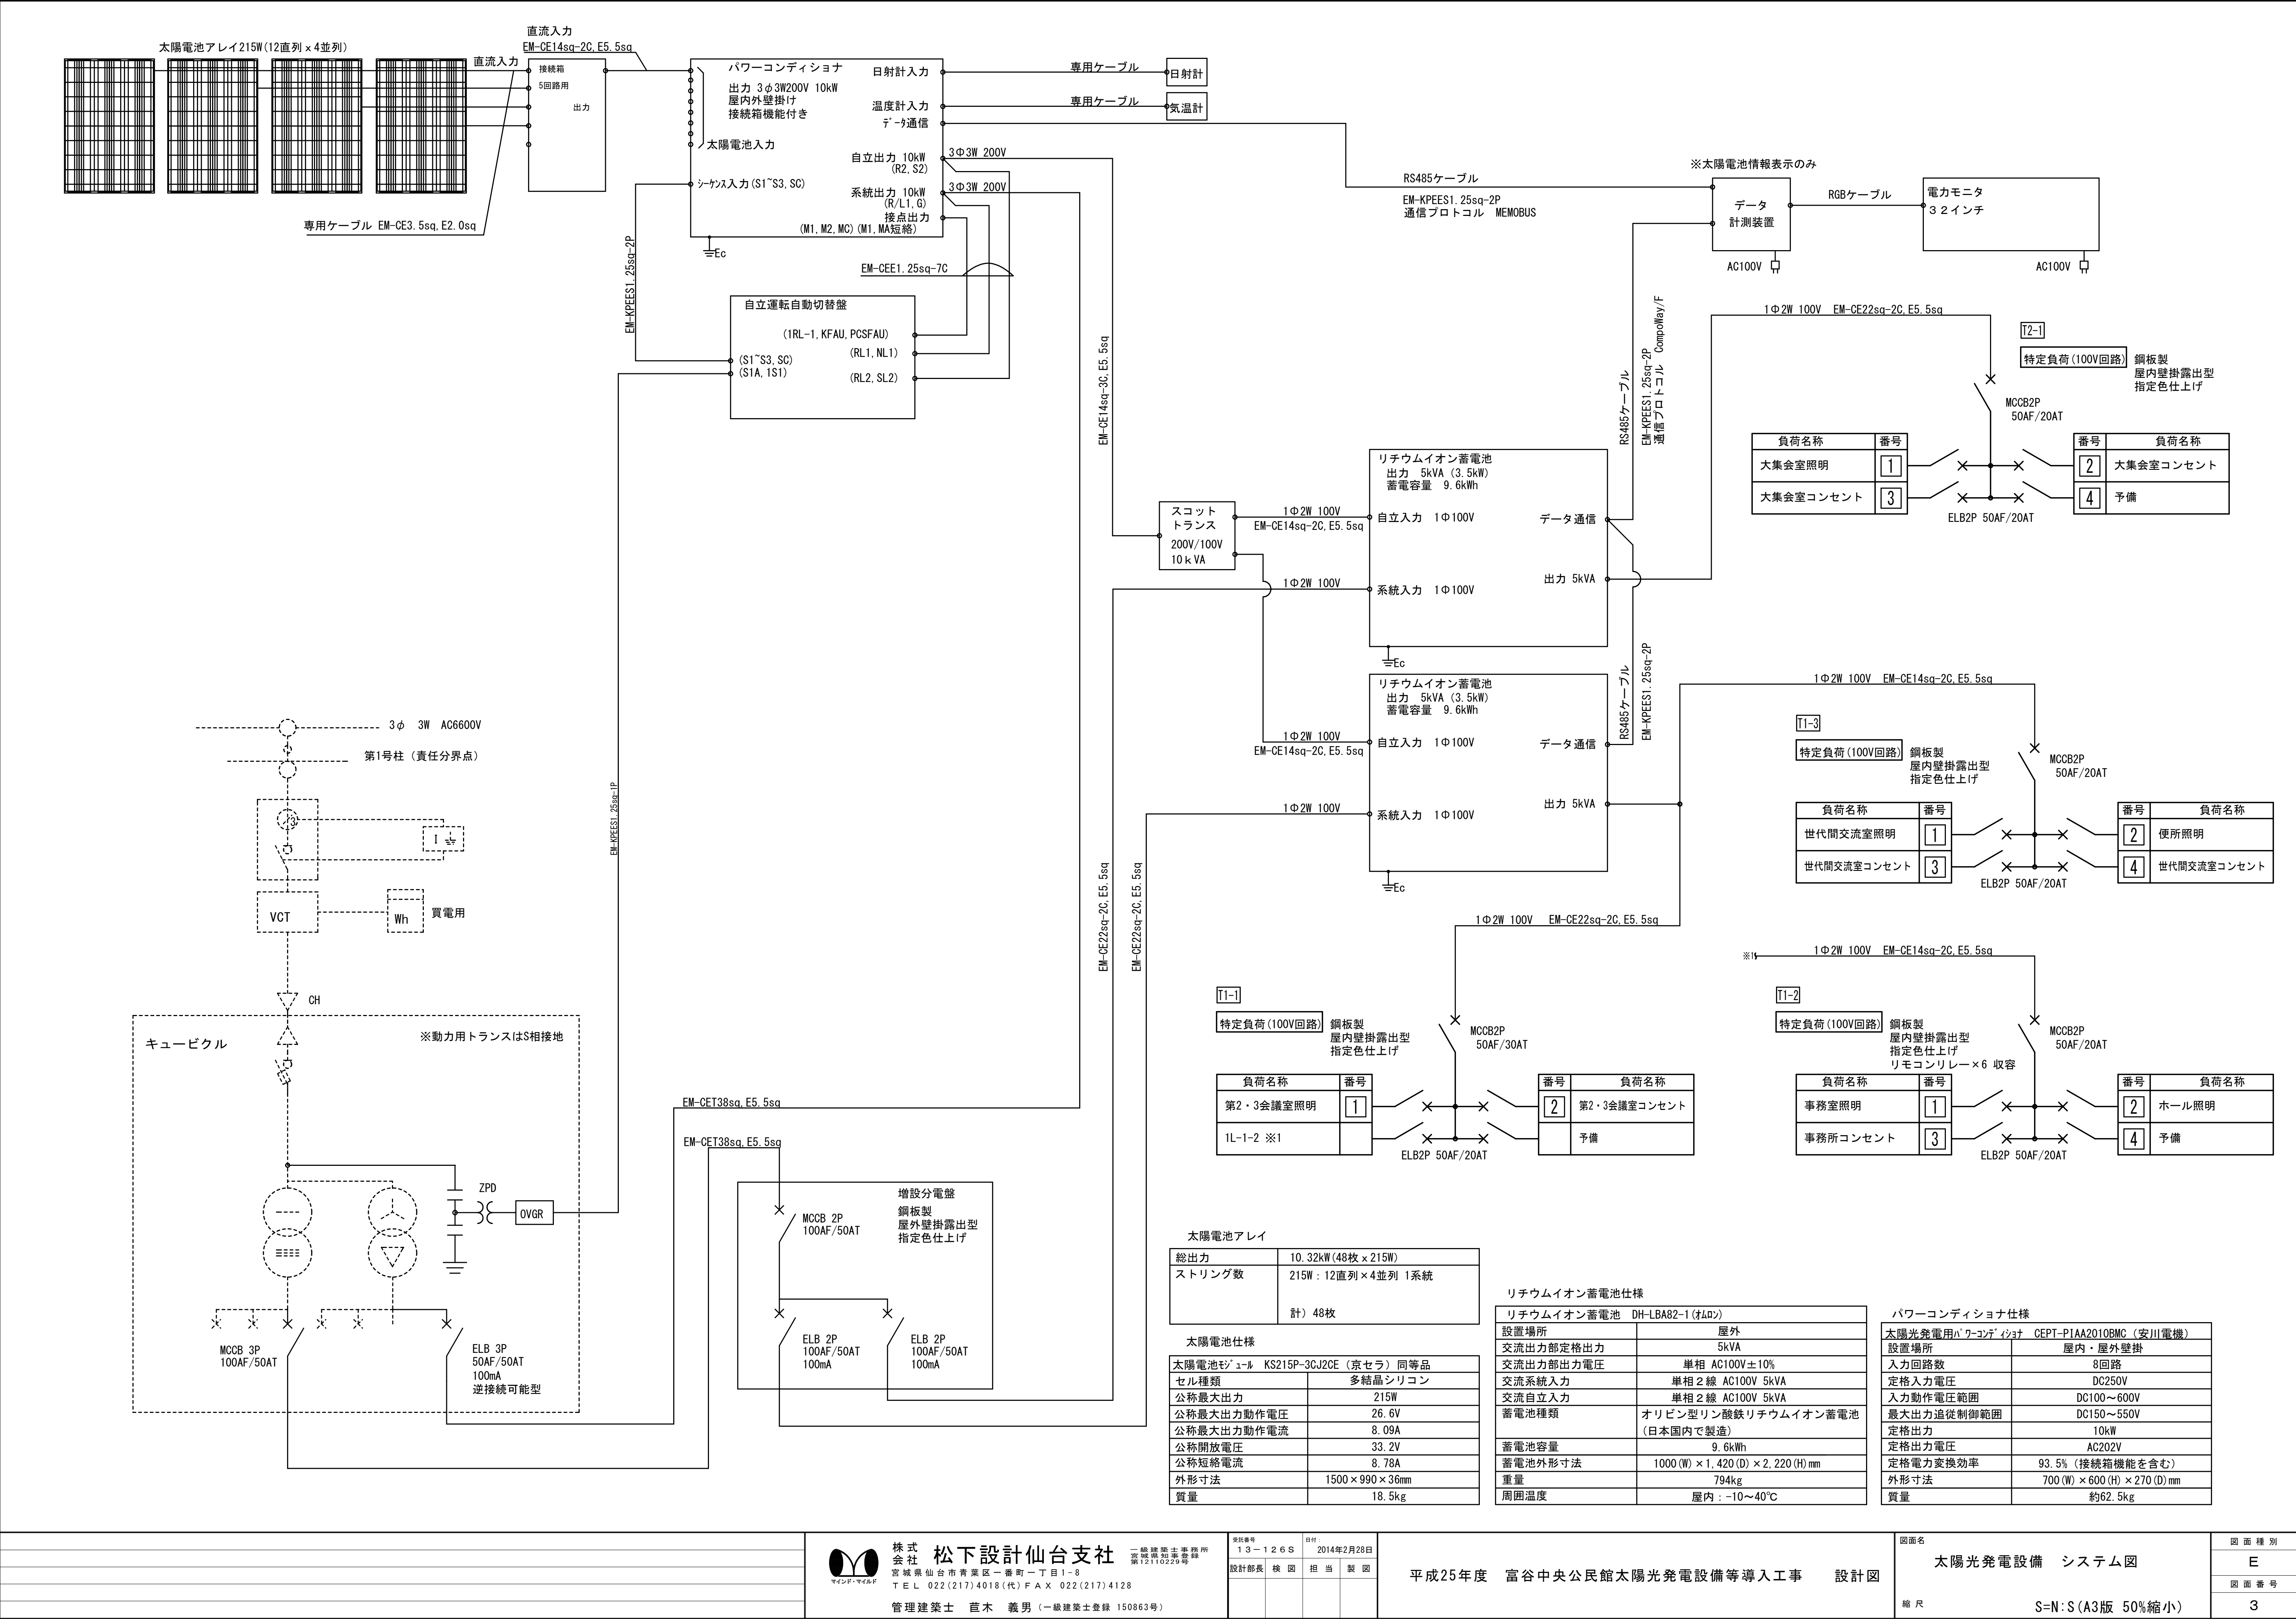 太陽電池アレイ215W(12直列 x 4並列)
直流入力
直流入力
EM-CE14sq-2C,E5.5sq
接続箱
5回路用
出力
専用ケーブル EM-CE3.5sq,E2.0sq
パワーコンディショナ
出力 3φ3W200V 10kW
屋内外壁掛け
接続箱機能付き
太陽電池入力
シーケンス入力(S1~S3,SC)
日射計入力
温度計入力
データ通信
自立出力 10kW
(R2,S2)
系統出力 10kW
(R/L1,G)
接点出力
(M1,M2,MC)(M1,MA短絡)
Ec
専用ケーブル
日射計
専用ケーブル
気温計
3Φ3W 200V
3Φ3W 200V
EM-CEE1.25sq-7C
EM-KPEES1.25sq-2P
自立運転自動切替盤
(1RL-1,KFAU,PCSFAU)
(S1~S3,SC)
(S1A,1S1)
(RL1,NL1)
(RL2,SL2)
RS485ケーブル
EM-KPEES1.25sq-2P
通信プロトコル MEMOBUS
※太陽電池情報表示のみ
データ
計測装置
AC100V
RGBケーブル
電力モニタ
32インチ
AC100V
EM-CE14sq-3C,E5.5sq
RS485ケーブル
EM-KPEES1.25sq-2P
通信プロトコル CompoWay/F
スコット
トランス
200V/100V
10kVA
1Φ2W 100V
EM-CE14sq-2C,E5.5sq
1Φ2W 100V
リチウムイオン蓄電池
出力 5kVA (3.5kW)
蓄電容量 9.6kWh
自立入力 1Φ100V
データ通信
出力 5kVA
系統入力 1Φ100V
Ec
RS485ケーブル
EM-KPEES1.25sq-2P
リチウムイオン蓄電池
出力 5kVA (3.5kW)
蓄電容量 9.6kWh
1Φ2W 100V
EM-CE14sq-2C,E5.5sq
自立入力 1Φ100V
データ通信
出力 5kVA
1Φ2W 100V
系統入力 1Φ100V
Ec
1Φ2W 100V EM-CE22sq-2C,E5.5sq
T2-1
特定負荷(100V回路)
鋼板製
屋内壁掛露出型
指定色仕上げ
MCCB2P
50AF/20AT
負荷名称 番号 番号 負荷名称
大集会室照明 1 2 大集会室コンセント
大集会室コンセント 3 4 予備
ELB2P 50AF/20AT
1Φ2W 100V EM-CE14sq-2C,E5.5sq
T1-3
特定負荷(100V回路)
鋼板製
屋内壁掛露出型
指定色仕上げ
MCCB2P
50AF/20AT
負荷名称 番号 番号 負荷名称
世代間交流室照明 1 2 便所照明
世代間交流室コンセント 3 4 世代間交流室コンセント
ELB2P 50AF/20AT
1Φ2W 100V EM-CE22sq-2C,E5.5sq
T1-1
特定負荷(100V回路)
鋼板製
屋内壁掛露出型
指定色仕上げ
MCCB2P
50AF/30AT
負荷名称 番号 番号 負荷名称
第2・3会議室照明 1 2 第2・3会議室コンセント
1L-1-2 ※1 予備
ELB2P 50AF/20AT
※1
1Φ2W 100V EM-CE14sq-2C,E5.5sq
T1-2
特定負荷(100V回路)
鋼板製
屋内壁掛露出型
指定色仕上げ
リモコンリレー×6 収容
MCCB2P
50AF/20AT
負荷名称 番号 番号 負荷名称
事務室照明 1 2 ホール照明
事務所コンセント 3 4 予備
ELB2P 50AF/20AT
3φ 3W AC6600V
第1号柱(責任分界点)
I
VCT
Wh
買電用
CH
キュービクル
※動力用トランスはS相接地
ZPD
OVGR
EM-KPEES1.25sq-1P
MCCB 3P
100AF/50AT
ELB 3P
50AF/50AT
100mA
逆接続可能型
EM-CET38sq,E5.5sq
EM-CET38sq,E5.5sq
EM-CE22sq-2C,E5.5sq
EM-CE22sq-2C,E5.5sq
増設分電盤
鋼板製
屋外壁掛露出型
指定色仕上げ
MCCB 2P
100AF/50AT
ELB 2P
100AF/50AT
100mA
ELB 2P
100AF/50AT
100mA
太陽電池アレイ
総出力 10.32kW(48枚 x 215W)
ストリング数 215W:12直列×4並列 1系統
計)48枚
太陽電池仕様
太陽電池モジュール KS215P-3CJ2CE (京セラ) 同等品
セル種類 多結晶シリコン
公称最大出力 215W
公称最大出力動作電圧 26.6V
公称最大出力動作電流 8.09A
公称開放電圧 33.2V
公称短絡電流 8.78A
外形寸法 1500×990×36mm
質量 18.5kg
リチウムイオン蓄電池仕様
リチウムイオン蓄電池 DH-LBA82-1(オムロン)
設置場所 屋外
交流出力部定格出力 5kVA
交流出力部出力電圧 単相 AC100V±10%
交流系統入力 単相2線 AC100V 5kVA
交流自立入力 単相2線 AC100V 5kVA
蓄電池種類 オリビン型リン酸鉄リチウムイオン蓄電池
(日本国内で製造)
蓄電池容量 9.6kWh
蓄電池外形寸法 1000(W)×1,420(D)×2,220(H)mm
重量 794kg
周囲温度 屋内:-10~40℃
パワーコンディショナ仕様
太陽光発電用パワーコンディショナ CEPT-PIAA2010BMC (安川電機)
設置場所 屋内・屋外壁掛
入力回路数 8回路
定格入力電圧 DC250V
入力動作電圧範囲 DC100~600V
最大出力追従制御範囲 DC150~550V
定格出力 10kW
定格出力電圧 AC202V
定格電力変換効率 93.5% (接続箱機能を含む)
外形寸法 700(W)×600(H)×270(D)mm
質量 約62.5kg
マインド・マイルド
株式会社 松下設計仙台支社
一級建築士事務所
宮城県知事登録
第12110229号
宮城県仙台市青葉区一番町一丁目1-8
TEL 022(217)4018(代) FAX 022(217)4128
管理建築士 苣木 義男 (一級建築士登録 150863号)
受託番号
13-126S
日付:
2014年2月28日
設計部長 検図 担当 製図
平成25年度 富谷中央公民館太陽光発電設備等導入工事 設計図
図面名
太陽光発電設備 システム図
縮尺
S=N:S(A3版 50%縮小)
図面種別
E
図面番号
3